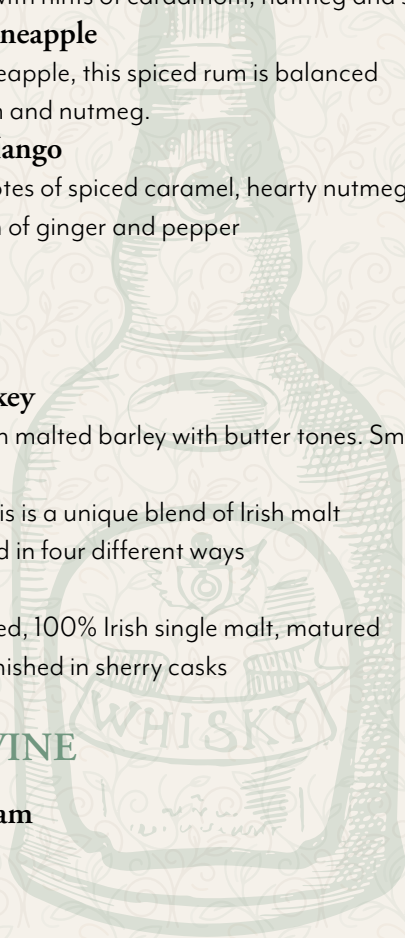 with hints of cardamom, nutmeg and
neapple
eapple, this spiced rum is balanced
and nutmeg.
ango
otes of spiced caramel, hearty nutmeg
of ginger and pepper
key
malted barley with butter tones. Sm
is is a unique blend of Irish malt
d in four different ways
ed, 100% Irish single malt, matured
nished in sherry casks
WHISKY
VINE
am